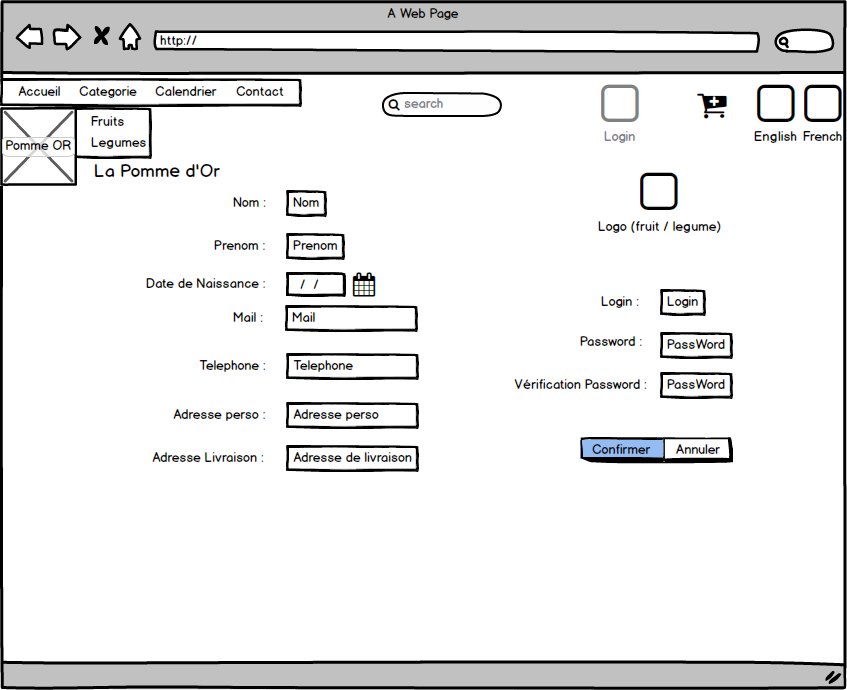 A Web Page
http://
Accueil Categorie Calendrier Contact
search
Login
English French
Fruits
Legumes
Pomme OR
La Pomme d'Or
Nom : Nom
Prenom : Prenom
Date de Naissance : / /
Mail : Mail
Telephone : Telephone
Adresse perso : Adresse perso
Adresse Livraison : Adresse de livraison
Logo (fruit / legume)
Login : Login
Password : PassWord
Vérification Password : PassWord
Confirmer Annuler